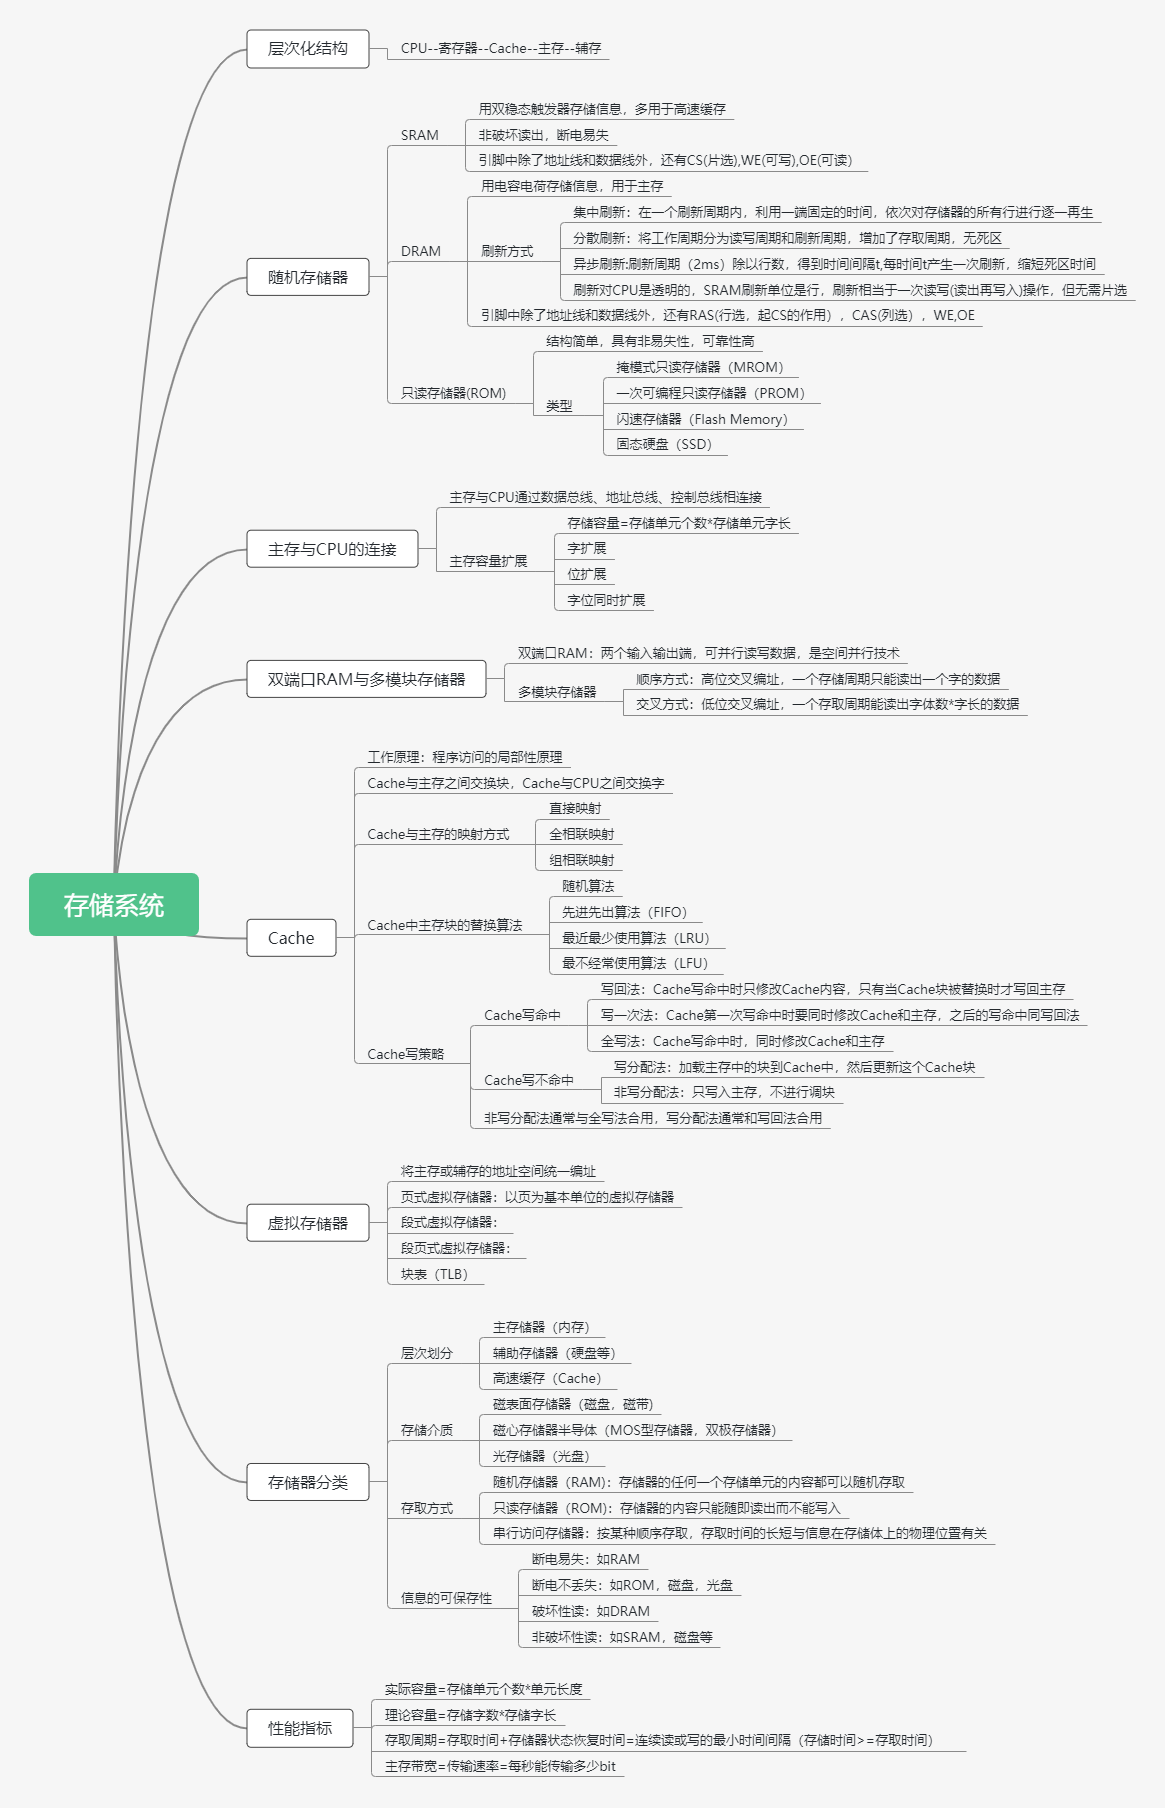 存储系统
层次化结构
CPU--寄存器--Cache--主存--辅存
随机存储器
SRAM
用双稳态触发器存储信息，多用于高速缓存
非破坏读出，断电易失
引脚中除了地址线和数据线外，还有CS(片选),WE(可写),OE(可读）
DRAM
用电容电荷存储信息，用于主存
刷新方式
集中刷新：在一个刷新周期内，利用一端固定的时间，依次对存储器的所有行进行逐一再生
分散刷新：将工作周期分为读写周期和刷新周期，增加了存取周期，无死区
异步刷新:刷新周期（2ms）除以行数，得到时间间隔t,每时间t产生一次刷新，缩短死区时间
刷新对CPU是透明的，SRAM刷新单位是行，刷新相当于一次读写(读出再写入)操作，但无需片选
引脚中除了地址线和数据线外，还有RAS(行选，起CS的作用），CAS(列选），WE,OE
只读存储器(ROM)
结构简单，具有非易失性，可靠性高
类型
掩模式只读存储器（MROM）
一次可编程只读存储器（PROM）
闪速存储器（Flash Memory）
固态硬盘（SSD）
主存与CPU的连接
主存与CPU通过数据总线、地址总线、控制总线相连接
主存容量扩展
存储容量=存储单元个数*存储单元字长
字扩展
位扩展
字位同时扩展
双端口RAM与多模块存储器
双端口RAM：两个输入输出端，可并行读写数据，是空间并行技术
多模块存储器
顺序方式：高位交叉编址，一个存储周期只能读出一个字的数据
交叉方式：低位交叉编址，一个存取周期能读出字体数*字长的数据
Cache
工作原理：程序访问的局部性原理
Cache与主存之间交换块，Cache与CPU之间交换字
Cache与主存的映射方式
直接映射
全相联映射
组相联映射
Cache中主存块的替换算法
随机算法
先进先出算法（FIFO）
最近最少使用算法（LRU）
最不经常使用算法（LFU）
Cache写策略
Cache写命中
写回法：Cache写命中时只修改Cache内容，只有当Cache块被替换时才写回主存
写一次法：Cache第一次写命中时要同时修改Cache和主存，之后的写命中同写回法
全写法：Cache写命中时，同时修改Cache和主存
Cache写不命中
写分配法：加载主存中的块到Cache中，然后更新这个Cache块
非写分配法：只写入主存，不进行调块
非写分配法通常与全写法合用，写分配法通常和写回法合用
虚拟存储器
将主存或辅存的地址空间统一编址
页式虚拟存储器：以页为基本单位的虚拟存储器
段式虚拟存储器：
段页式虚拟存储器：
块表（TLB）
存储器分类
层次划分
主存储器（内存）
辅助存储器（硬盘等）
高速缓存（Cache）
存储介质
磁表面存储器（磁盘，磁带)
磁心存储器半导体（MOS型存储器，双极存储器）
光存储器（光盘）
存取方式
随机存储器（RAM)：存储器的任何一个存储单元的内容都可以随机存取
只读存储器（ROM)：存储器的内容只能随即读出而不能写入
串行访问存储器：按某种顺序存取，存取时间的长短与信息在存储体上的物理位置有关
信息的可保存性
断电易失：如RAM
断电不丢失：如ROM，磁盘，光盘
破坏性读：如DRAM
非破坏性读：如SRAM，磁盘等
性能指标
实际容量=存储单元个数*单元长度
理论容量=存储字数*存储字长
存取周期=存取时间+存储器状态恢复时间=连续读或写的最小时间间隔（存储时间>=存取时间）
主存带宽=传输速率=每秒能传输多少bit